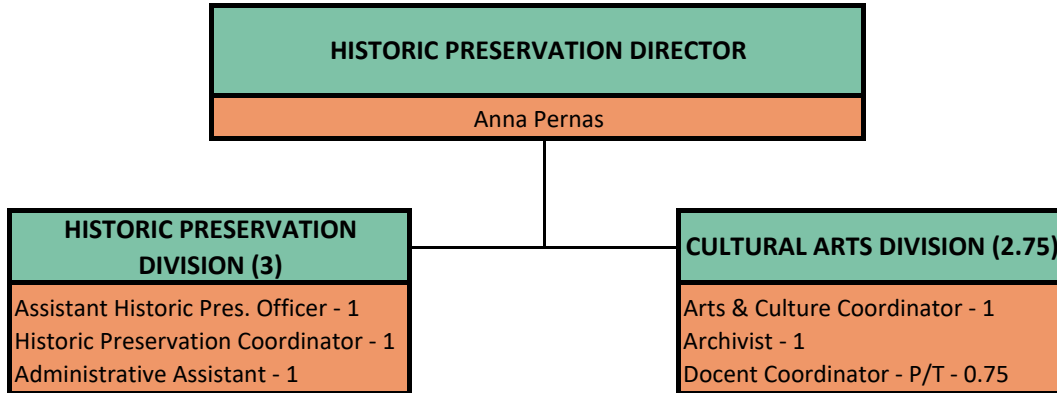 HISTORIC PRESERVATION DIRECTOR
Anna Pernas
HISTORIC PRESERVATION
DIVISION (3)
Assistant Historic Pres. Officer - 1
Historic Preservation Coordinator - 1
Administrative Assistant - 1
CULTURAL ARTS DIVISION (2.75)
Arts & Culture Coordinator - 1
Archivist - 1
Docent Coordinator - P/T - 0.75